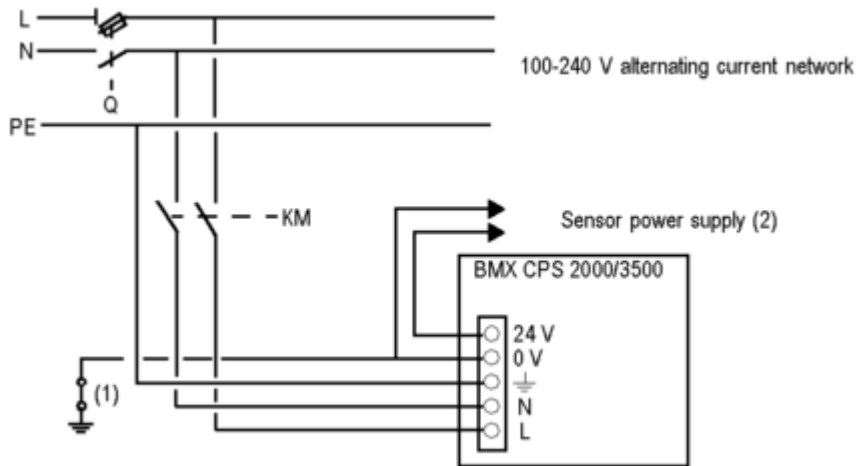 L
N
100-240 V alternating current network
Q
PE
KM
Sensor power supply (2)
BMX CPS 2000/3500
24 V
0 V
(1)
N
L